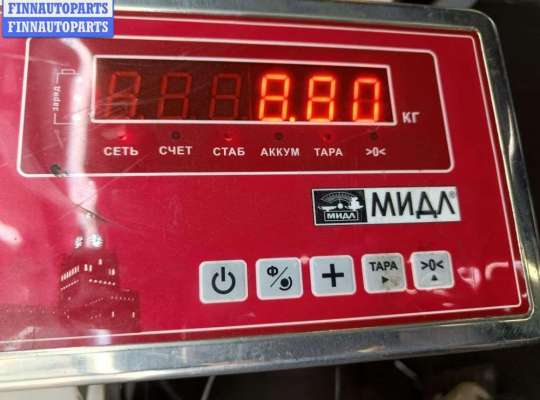 FINNAUTOPARTS
FINNAUTOPARTS
заряд
8.80 КГ
СЕТЬ СЧЕТ СТАБ АККУМ ТАРА >0<
МИДЛ МИДЛ®
Ф + ТАРА >0<